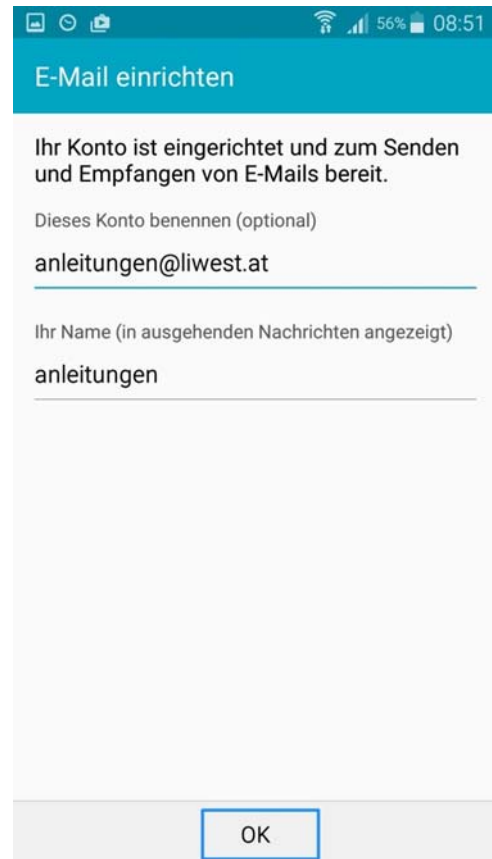 56% 08:51
E-Mail einrichten
Ihr Konto ist eingerichtet und zum Senden
und Empfangen von E-Mails bereit.
Dieses Konto benennen (optional)
anleitungen@liwest.at
Ihr Name (in ausgehenden Nachrichten angezeigt)
anleitungen
OK